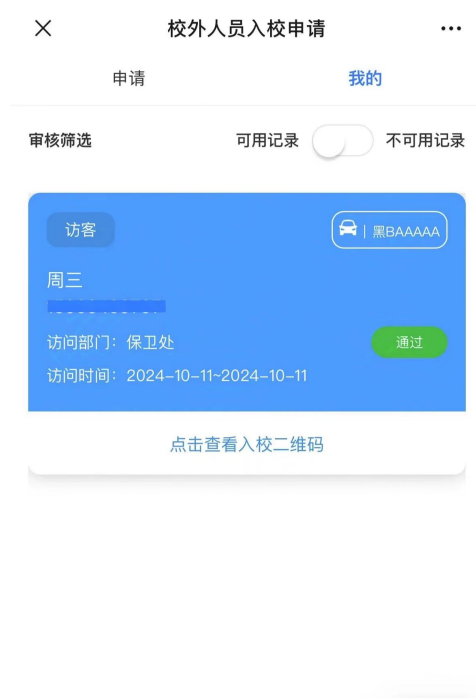 校外人员入校申请
申请
我的
审核筛选
可用记录
不可用记录
访客
黑BAAAAA
周三
访问部门：保卫处
通过
访问时间：2024-10-11~2024-10-11
点击查看入校二维码